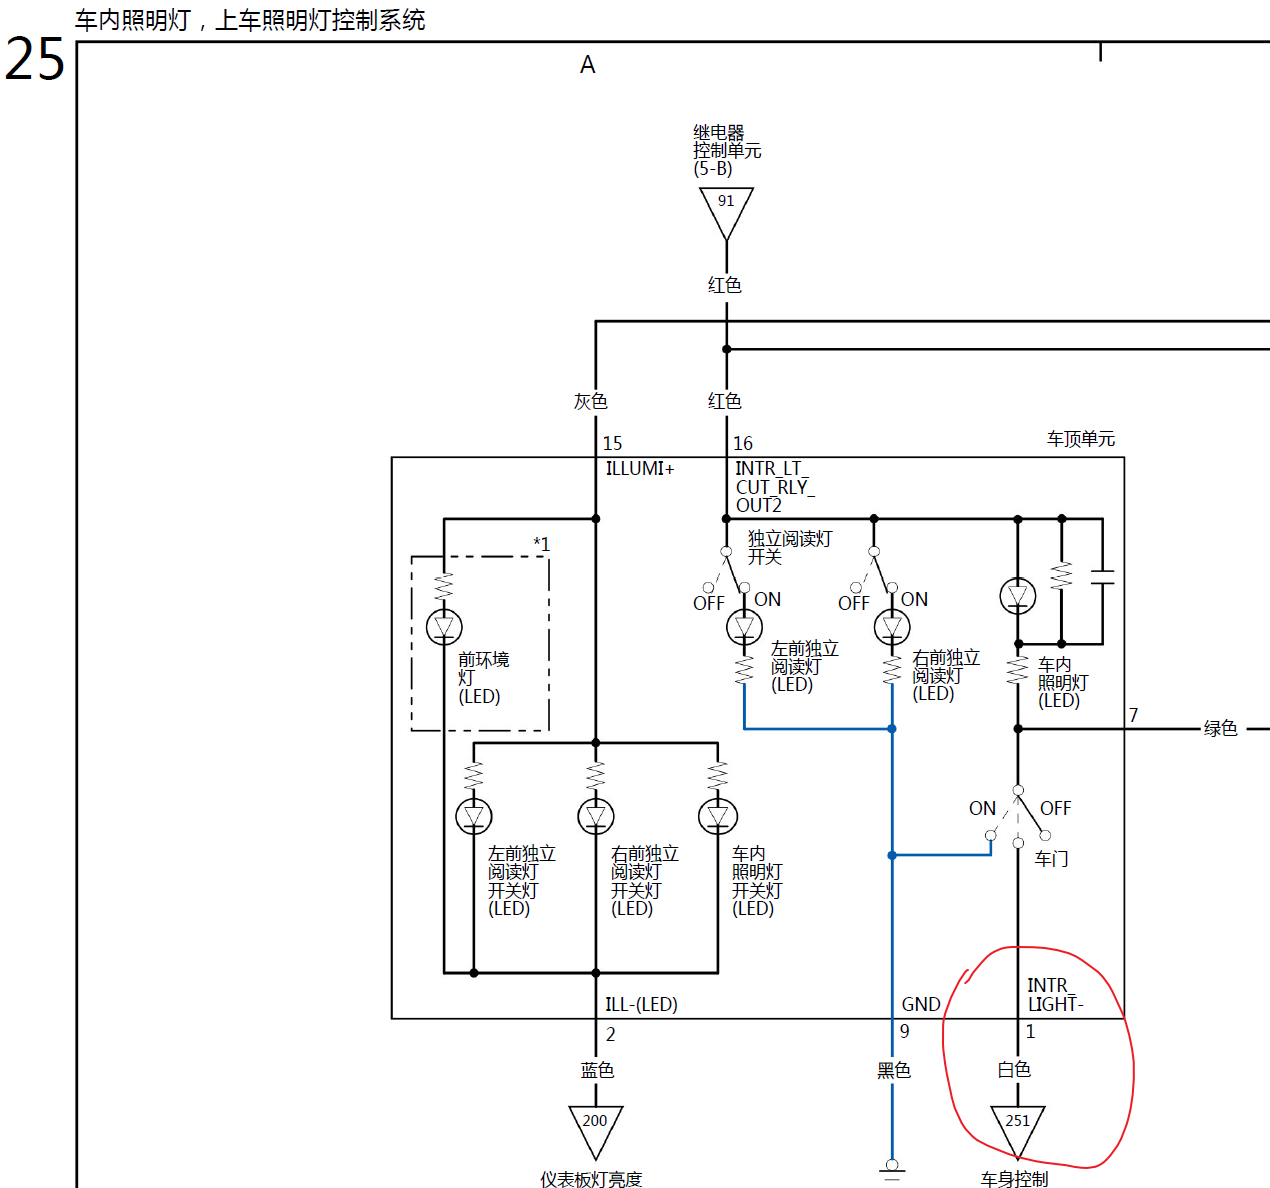 车内照明灯，上车照明灯控制系统
25
A
继电器
控制单元
(5-B)
91
红色
灰色
红色
15
16
车顶单元
ILLUMI+
INTR_LT_
CUT_RLY_
OUT2
*1
独立阅读灯
开关
OFF
ON
OFF
ON
前环境
灯
(LED)
左前独立
阅读灯
(LED)
右前独立
阅读灯
(LED)
车内
照明灯
(LED)
7
绿色
ON
OFF
车门
左前独立
阅读灯
开关灯
(LED)
右前独立
阅读灯
开关灯
(LED)
车内
照明灯
开关灯
(LED)
ILL-(LED)
GND
INTR_
LIGHT-
2
9
1
蓝色
黑色
白色
200
251
仪表板灯亮度
车身控制